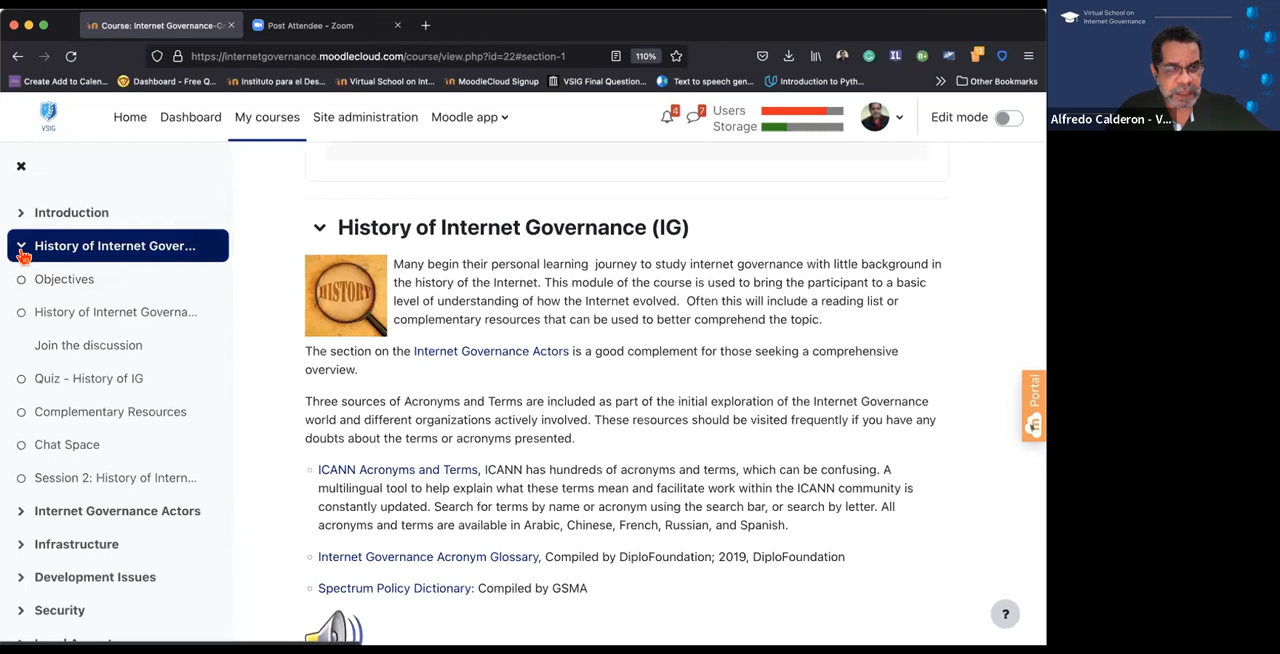 Course: Internet Governance-G
Post Attendee - Zoom
https://internetgovernance.moodlecloud.com/course/view.php?id=22#section-1
110%
Create Add to Calen...
Dashboard - Free Q...
Instituto para el Des...
Virtual School on Int...
MoodleCloud Signup
VSIG Final Question...
Text to speech gen...
Introduction to Pyth...
Other Bookmarks
Virtual School on
Internet Governance
Alfredo Calderon - V...
VSIG
Home
Dashboard
My courses
Site administration
Moodle app
4
7
Users
Storage
Edit mode
Introduction
History of Internet Gover...
Objectives
History of Internet Governa...
Join the discussion
Quiz - History of IG
Complementary Resources
Chat Space
Session 2: History of Intern...
Internet Governance Actors
Infrastructure
Development Issues
Security
History of Internet Governance (IG)
HISTORY
Many begin their personal learning journey to study internet governance with little background in
the history of the Internet. This module of the course is used to bring the participant to a basic
level of understanding of how the Internet evolved. Often this will include a reading list or
complementary resources that can be used to better comprehend the topic.
The section on the Internet Governance Actors is a good complement for those seeking a comprehensive
overview.
Three sources of Acronyms and Terms are included as part of the initial exploration of the Internet Governance
world and different organizations actively involved. These resources should be visited frequently if you have any
doubts about the terms or acronyms presented.
ICANN Acronyms and Terms, ICANN has hundreds of acronyms and terms, which can be confusing. A
multilingual tool to help explain what these terms mean and facilitate work within the ICANN community is
constantly updated. Search for terms by name or acronym using the search bar, or search by letter. All
acronyms and terms are available in Arabic, Chinese, French, Russian, and Spanish.
Internet Governance Acronym Glossary, Compiled by DiploFoundation; 2019, DiploFoundation
Spectrum Policy Dictionary: Compiled by GSMA
Portal
?